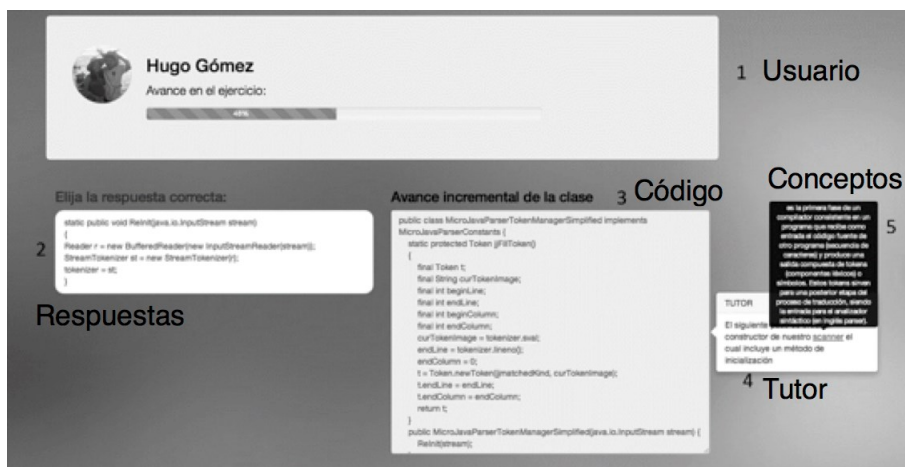 Hugo Gómez
Avance en el ejercicio:
48%
1 Usuario
Elija la respuesta correcta:
static public void ReInit(java.io.InputStream stream)
{
Reader r = new BufferedReader(new InputStreamReader(stream));
StreamTokenizer st = new StreamTokenizer(r);
tokenizer = st;
}
2
Respuestas
Avance incremental de la clase
3 Código
public class MicroJavaParserTokenManagerSimplified implements
MicroJavaParserConstants {
static protected Token jjFillToken()
{
final Token t;
final String curTokenImage;
final int beginLine;
final int endLine;
final int beginColumn;
final int endColumn;
curTokenImage = tokenizer.sval;
endLine = tokenizer.lineno();
endColumn = 0;
t = Token.newToken(jjmatchedKind, curTokenImage);
t.endLine = endLine;
t.endColumn = endColumn;
return t;
}
public MicroJavaParserTokenManagerSimplified(java.io.InputStream stream) {
ReInit(stream);
Conceptos
es la primera fase de un
compilador consistente en un
programa que recibe como
entrada el código fuente de
otro programa (secuencia de
caracteres) y produce una
salida compuesta de tokens
(componentes léxicos) o
símbolos. Estos tokens sirven
para una posterior etapa del
proceso de traducción, siendo
la entrada para el analizador
sintáctico (en inglés parser).
5
TUTOR
El siguiente
constructor de nuestro scanner el
cual incluye un método de
inicialización
4 Tutor